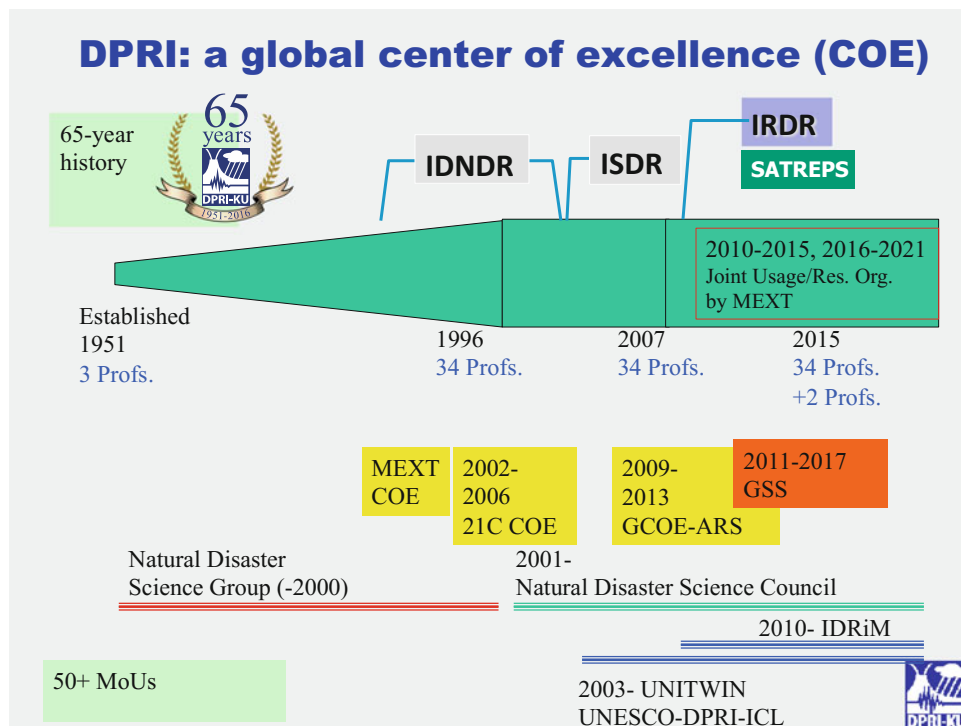 DPRI: a global center of excellence (COE)
65-year
history
65
years
DPRI-KU
1951-2016
IDNDR
ISDR
IRDR
SATREPS
2010-2015, 2016-2021
Joint Usage/Res. Org.
by MEXT
Established
1951
3 Profs.
1996
34 Profs.
2007
34 Profs.
2015
34 Profs.
+2 Profs.
MEXT
COE
2002-
2006
21C COE
2009-
2013
GCOE-ARS
2011-2017
GSS
Natural Disaster
Science Group (-2000)
2001-
Natural Disaster Science Council
2010- IDRiM
50+ MoUs
2003- UNITWIN
UNESCO-DPRI-ICL
DPRI-KU